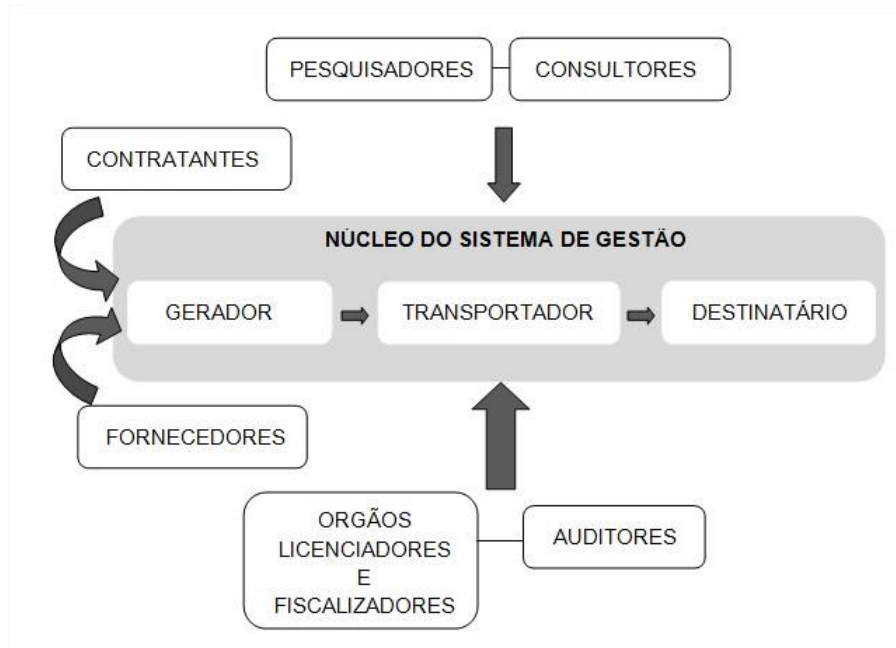 PESQUISADORES
CONSULTORES
CONTRATANTES
NÚCLEO DO SISTEMA DE GESTÃO
GERADOR
TRANSPORTADOR
DESTINATÁRIO
FORNECEDORES
ORGÃOS
LICENCIADORES
E
FISCALIZADORES
AUDITORES